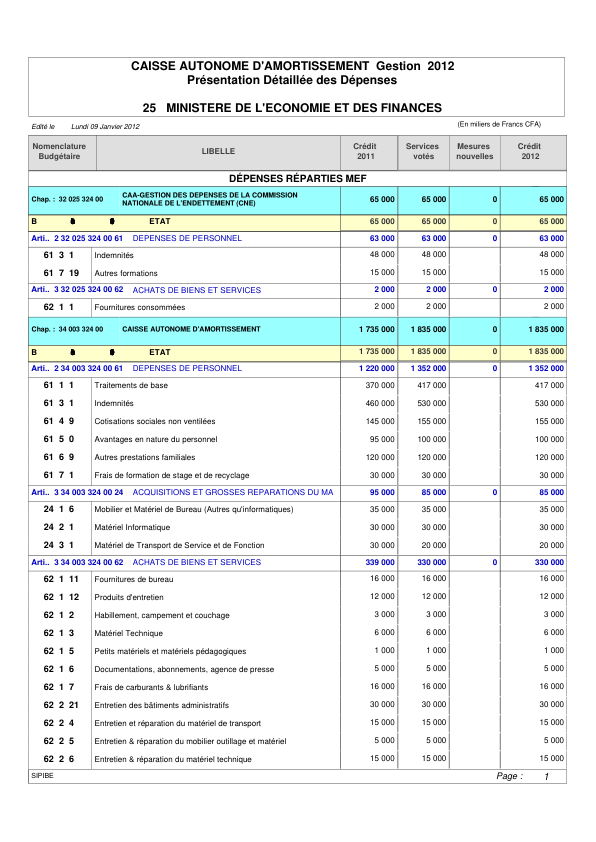 CAISSE AUTONOME D'AMORTISSEMENT Gestion 2012
Présentation Détaillée des Dépenses
25 MINISTERE DE L'ECONOMIE ET DES FINANCES
Edité le Lundi 09 Janvier 2012 (En miliers de Francs CFA)
Nomenclature Budgétaire LIBELLE Crédit 2011 Services votés Mesures nouvelles Crédit 2012
DÉPENSES RÉPARTIES MEF
Chap. : 32 025 324 00 CAA-GESTION DES DEPENSES DE LA COMMISSION NATIONALE DE L'ENDETTEMENT (CNE) 65 000 65 000 0 65 000
B ETAT 65 000 65 000 0 65 000
Arti.. 2 32 025 324 00 61 DEPENSES DE PERSONNEL 63 000 63 000 0 63 000
61 3 1 Indemnités 48 000 48 000 48 000
61 7 19 Autres formations 15 000 15 000 15 000
Arti.. 3 32 025 324 00 62 ACHATS DE BIENS ET SERVICES 2 000 2 000 0 2 000
62 1 1 Fournitures consommées 2 000 2 000 2 000
Chap. : 34 003 324 00 CAISSE AUTONOME D'AMORTISSEMENT 1 735 000 1 835 000 0 1 835 000
B ETAT 1 735 000 1 835 000 0 1 835 000
Arti.. 2 34 003 324 00 61 DEPENSES DE PERSONNEL 1 220 000 1 352 000 0 1 352 000
61 1 1 Traitements de base 370 000 417 000 417 000
61 3 1 Indemnités 460 000 530 000 530 000
61 4 9 Cotisations sociales non ventilées 145 000 155 000 155 000
61 5 0 Avantages en nature du personnel 95 000 100 000 100 000
61 6 9 Autres prestations familiales 120 000 120 000 120 000
61 7 1 Frais de formation de stage et de recyclage 30 000 30 000 30 000
Arti.. 3 34 003 324 00 24 ACQUISITIONS ET GROSSES REPARATIONS DU MA 95 000 85 000 0 85 000
24 1 6 Mobilier et Matériel de Bureau (Autres qu'informatiques) 35 000 35 000 35 000
24 2 1 Matériel Informatique 30 000 30 000 30 000
24 3 1 Matériel de Transport de Service et de Fonction 30 000 20 000 20 000
Arti.. 3 34 003 324 00 62 ACHATS DE BIENS ET SERVICES 339 000 330 000 0 330 000
62 1 11 Fournitures de bureau 16 000 16 000 16 000
62 1 12 Produits d'entretien 12 000 12 000 12 000
62 1 2 Habillement, campement et couchage 3 000 3 000 3 000
62 1 3 Matériel Technique 6 000 6 000 6 000
62 1 5 Petits matériels et matériels pédagogiques 1 000 1 000 1 000
62 1 6 Documentations, abonnements, agence de presse 5 000 5 000 5 000
62 1 7 Frais de carburants & lubrifiants 16 000 16 000 16 000
62 2 21 Entretien des bâtiments administratifs 30 000 30 000 30 000
62 2 4 Entretien et réparation du matériel de transport 15 000 15 000 15 000
62 2 5 Entretien & réparation du mobilier outillage et matériel 5 000 5 000 5 000
62 2 6 Entretien & réparation du matériel technique 15 000 15 000 15 000
SIPIBE Page : 1